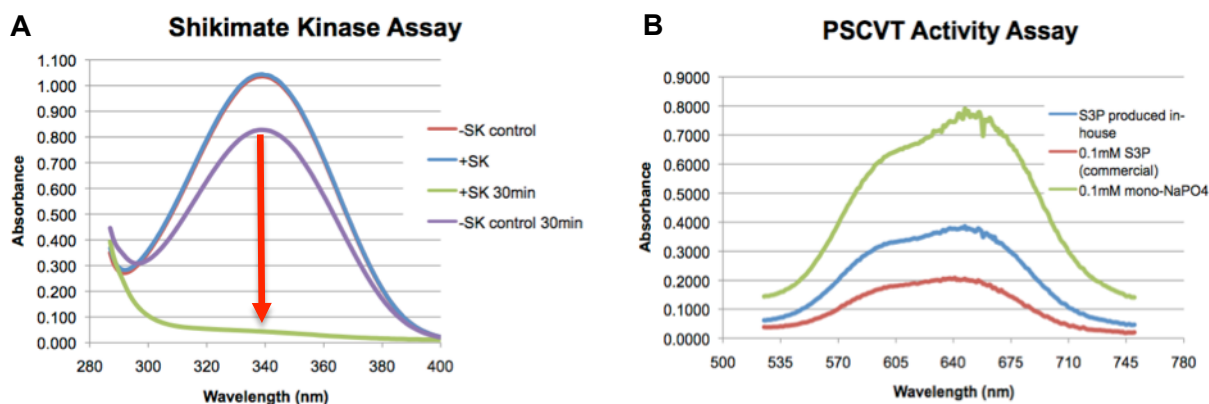 A
Shikimate Kinase Assay
Absorbance
1.100
1.000
0.900
0.800
0.700
0.600
0.500
0.400
0.300
0.200
0.100
0.000
280 300 320 340 360 380 400
Wavelength (nm)
-SK control
+SK
+SK 30min
-SK control 30min
B
PSCVT Activity Assay
Absorbance
0.9000
0.8000
0.7000
0.6000
0.5000
0.4000
0.3000
0.2000
0.1000
0.0000
500 535 570 605 640 675 710 745 780
Wavelength (nm)
S3P produced in-
house
0.1mM S3P
(commercial)
0.1mM mono-NaPO4